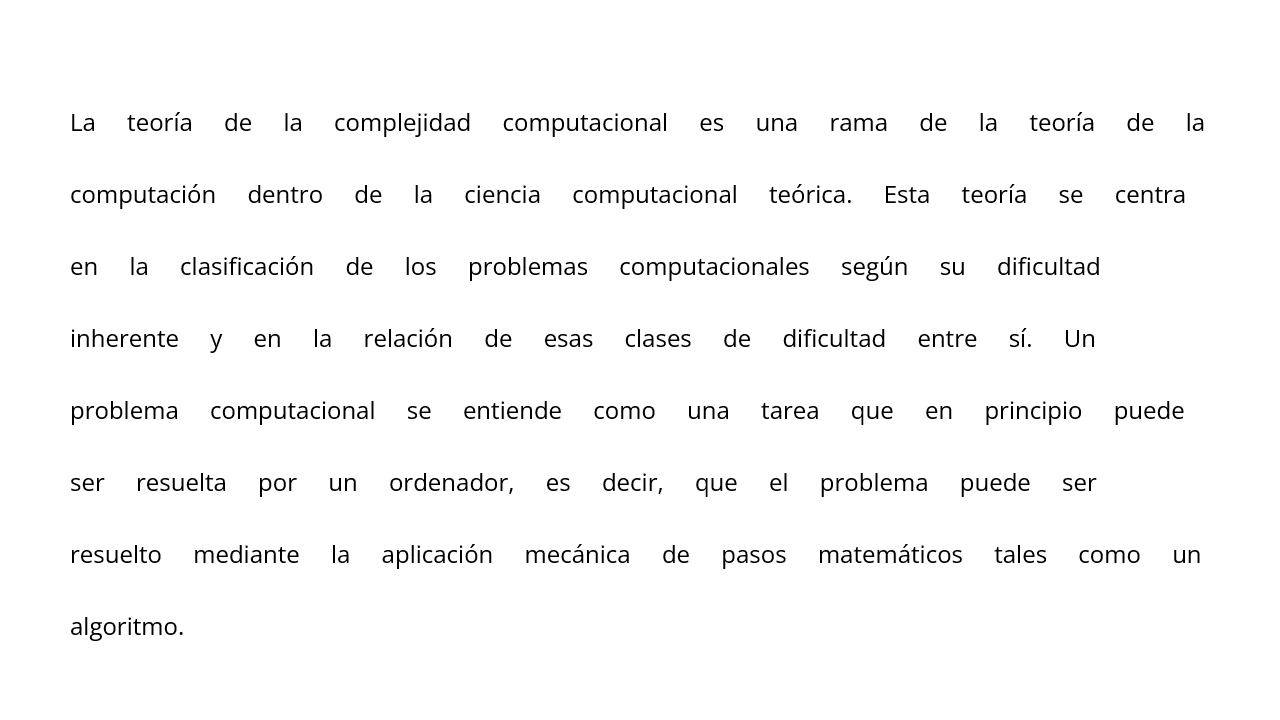 La teoría de la complejidad computacional es una rama de la teoría de la
computación dentro de la ciencia computacional teórica. Esta teoría se centra
en la clasificación de los problemas computacionales según su dificultad
inherente y en la relación de esas clases de dificultad entre sí. Un
problema computacional se entiende como una tarea que en principio puede
ser resuelta por un ordenador, es decir, que el problema puede ser
resuelto mediante la aplicación mecánica de pasos matemáticos tales como un
algoritmo.